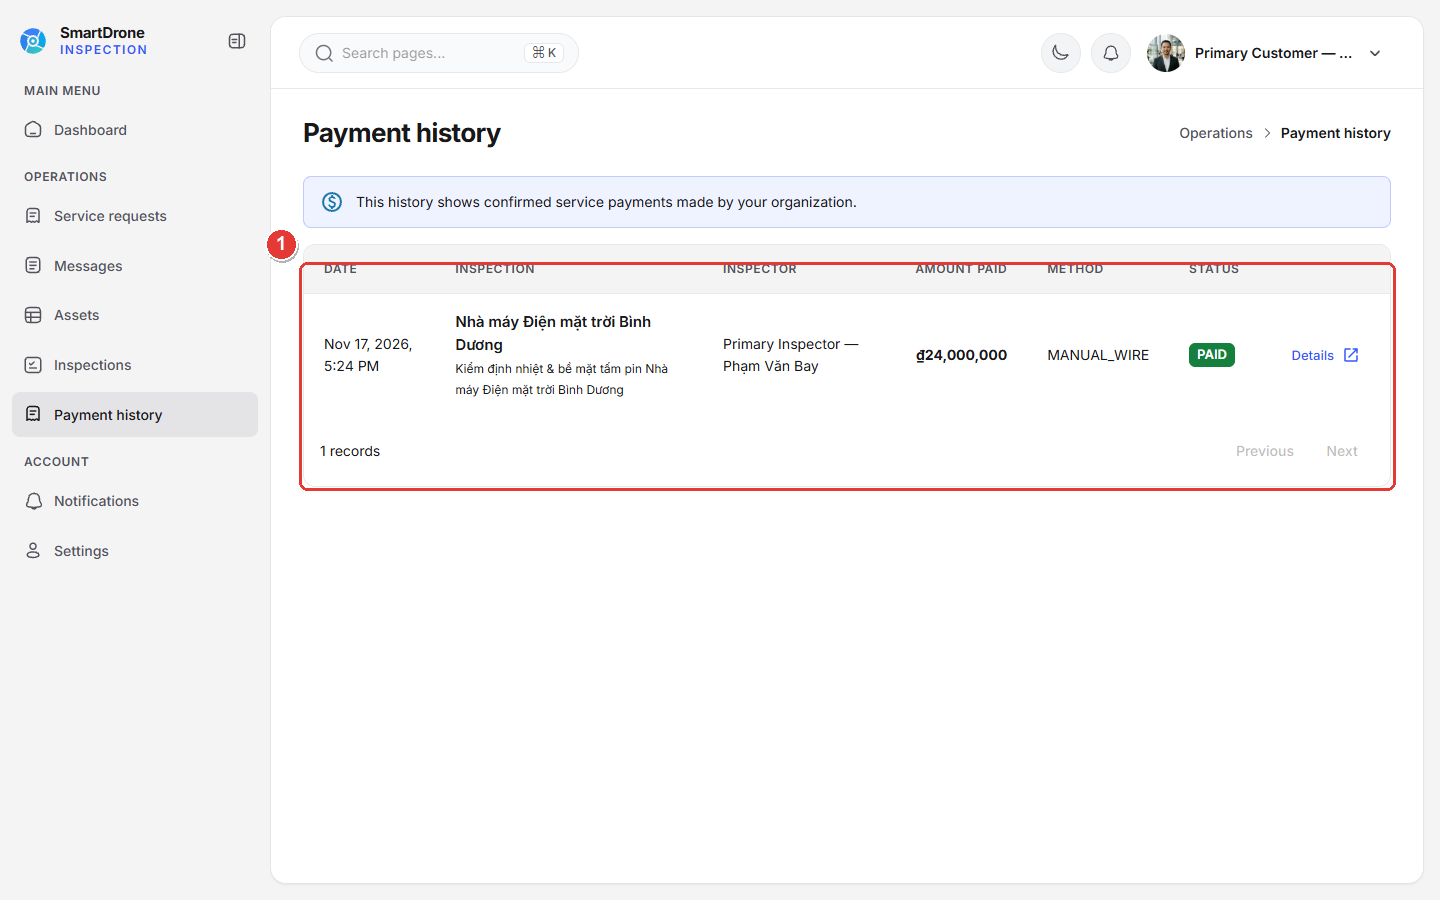 SmartDrone
INSPECTION
Search pages...
⌘ K
Primary Customer — ...
MAIN MENU
Dashboard
OPERATIONS
Service requests
Messages
Assets
Inspections
Payment history
ACCOUNT
Notifications
Settings
Payment history
Operations > Payment history
This history shows confirmed service payments made by your organization.
1
DATE INSPECTION INSPECTOR AMOUNT PAID METHOD STATUS
Nov 17, 2026,
5:24 PM
Nhà máy Điện mặt trời Bình
Dương
Kiểm định nhiệt & bề mặt tấm pin Nhà
máy Điện mặt trời Bình Dương
Primary Inspector —
Phạm Văn Bay
₫24,000,000
MANUAL_WIRE
PAID
Details
1 records
Previous Next